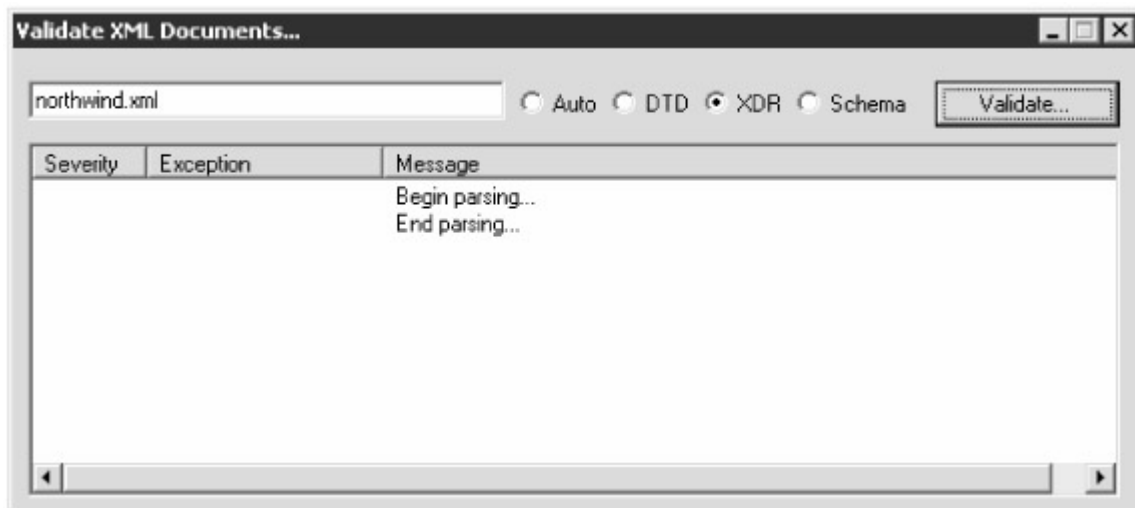 Validate XML Documents...
northwind.xml Auto DTD XDR Schema Validate...
Severity Exception Message
Begin parsing...
End parsing...